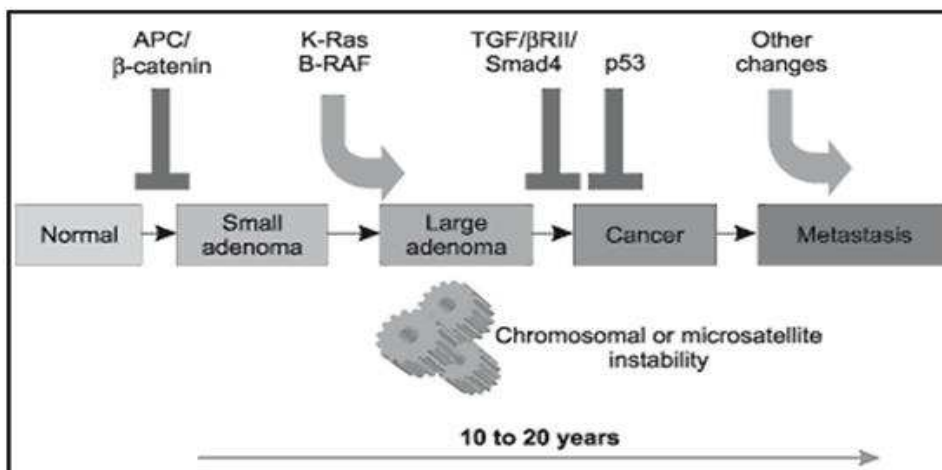 APC/
β-catenin
K-Ras
B-RAF
TGF/βRII/
Smad4
p53
Other
changes
Normal
Small
adenoma
Large
adenoma
Cancer
Metastasis
Chromosomal or microsatellite
instability
10 to 20 years